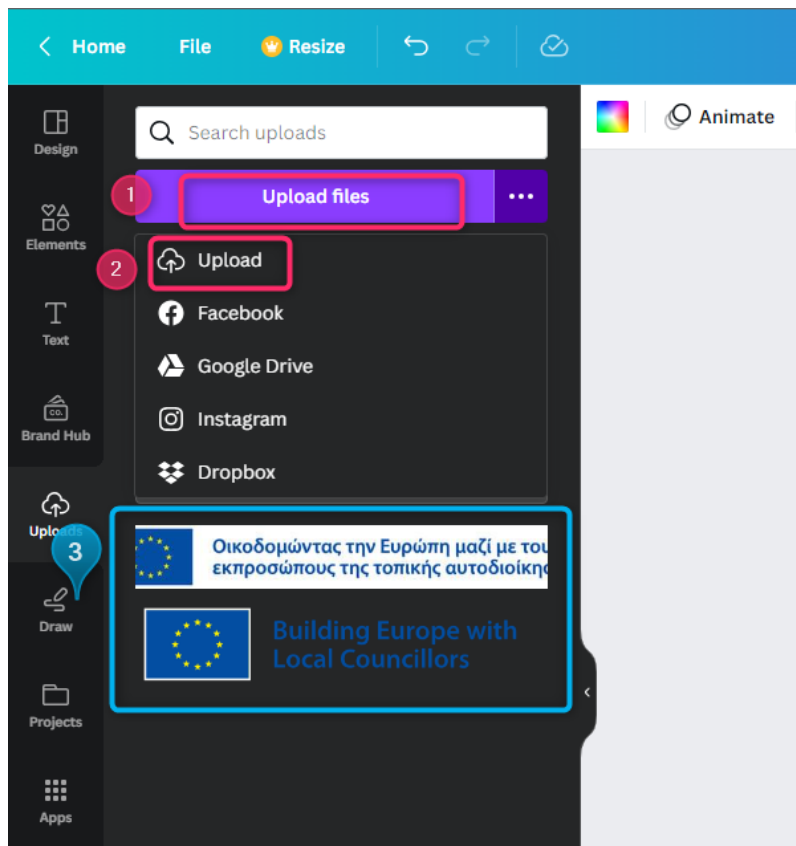 Home File Resize
Design
Search uploads
Animate
1 Upload files
Elements
2 Upload
Facebook
Text
Google Drive
CO.
Brand Hub
Instagram
Dropbox
Uploads
3
Οικοδομώντας την Ευρώπη μαζί με
εκπροσώπους της τοπικής
Draw
Building Europe with
Local Councillors
Projects
Apps